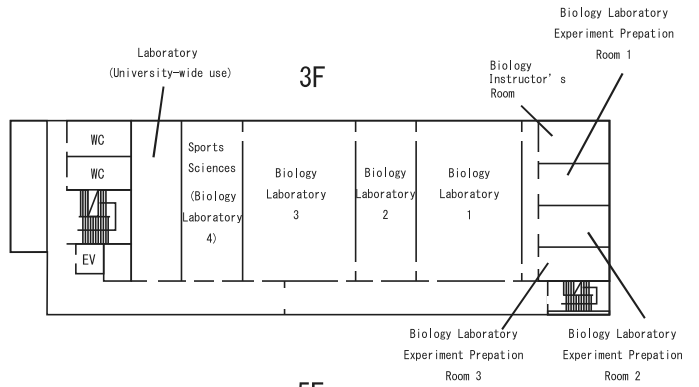 Biology Laboratory
Experiment Prepation
Room 1
Laboratory
(University-wide use)
3F
Biology
Instructor's
Room
WC
WC
EV
Sports
Sciences
(Biology
Laboratory
4)
Biology
Laboratory
3
Biology
Laboratory
2
Biology
Laboratory
1
Biology Laboratory
Experiment Prepation
Room 3
Biology Laboratory
Experiment Prepation
Room 2